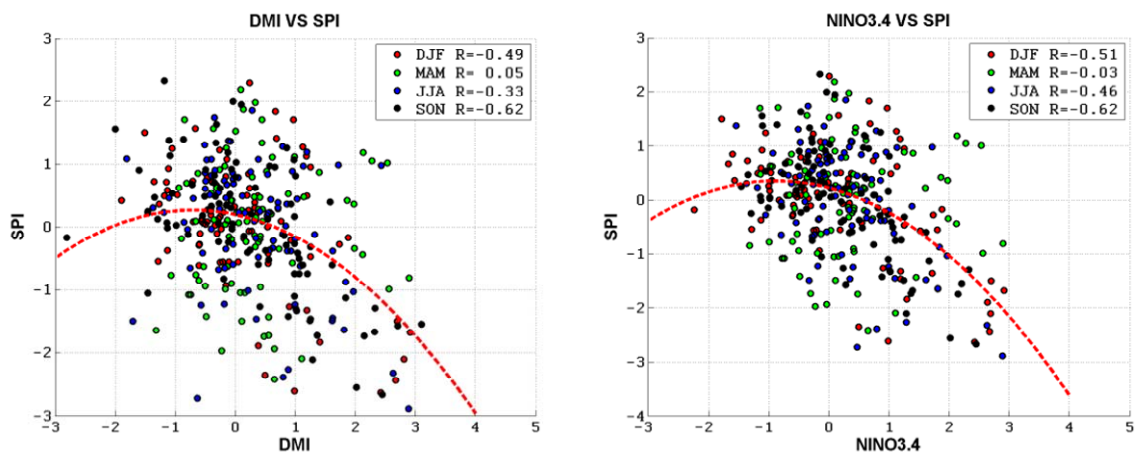 DMI VS SPI
3
2
1
0
−1
−2
−3
SPI
−3 −2 −1 0 1 2 3 4 5
DMI
DJF R=−0.49
MAM R= 0.05
JJA R=−0.33
SON R=−0.62
NINO3.4 VS SPI
3
2
1
0
−1
−2
−3
−4
SPI
−3 −2 −1 0 1 2 3 4 5
NINO3.4
DJF R=−0.51
MAM R=−0.03
JJA R=−0.46
SON R=−0.62